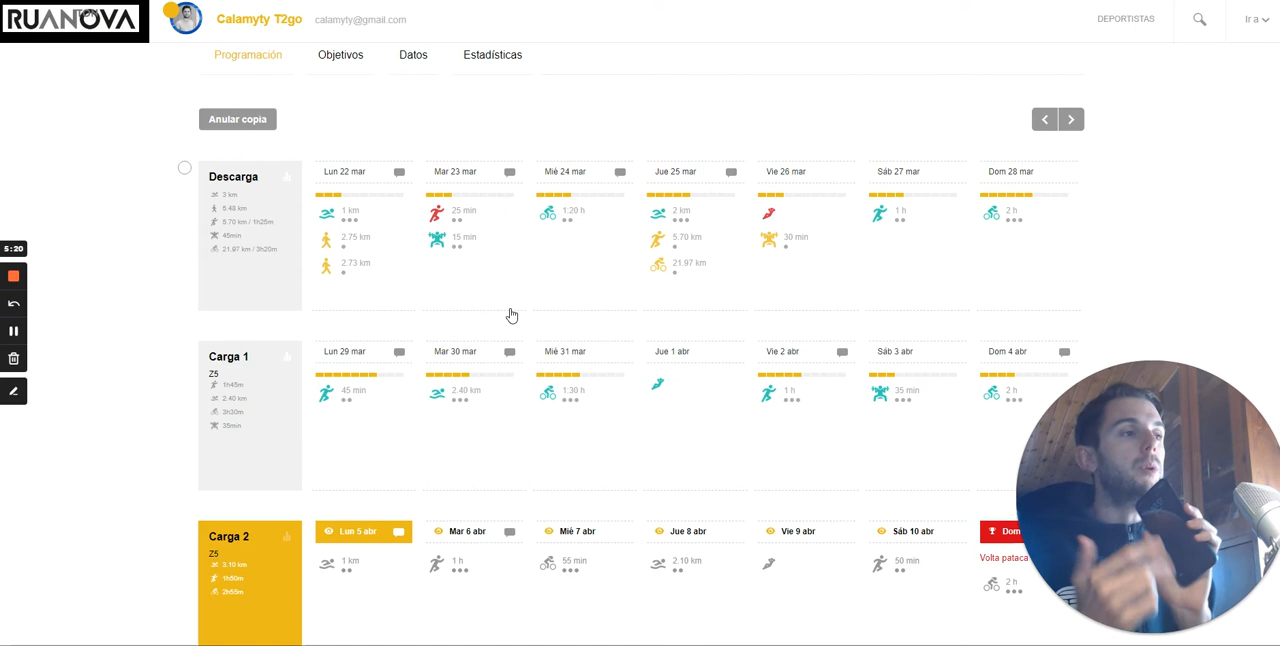 RUANOVA
Calamyty T2go calamyty@gmail.com
DEPORTISTAS
Ir a
Programación Objetivos Datos Estadísticas
Anular copia
5:20
Descarga
3 km
5.48 km
5.70 km / 1h25m
45min
21.97 km / 3h20m
Lun 22 mar
1 km
2.75 km
2.73 km
Mar 23 mar
25 min
15 min
Mié 24 mar
1:20 h
Jue 25 mar
2 km
5.70 km
21.97 km
Vie 26 mar
30 min
Sáb 27 mar
1 h
Dom 28 mar
2 h
Carga 1
Z5
1h45m
2.40 km
3h30m
35min
Lun 29 mar
45 min
Mar 30 mar
2.40 km
Mié 31 mar
1:30 h
Jue 1 abr
Vie 2 abr
1 h
Sáb 3 abr
35 min
Dom 4 abr
2 h
Carga 2
Z5
3.10 km
1h50m
2h55m
Lun 5 abr
1 km
Mar 6 abr
1 h
Mié 7 abr
55 min
Jue 8 abr
2.10 km
Vie 9 abr
Sáb 10 abr
50 min
Dom
Volta pataca
2 h